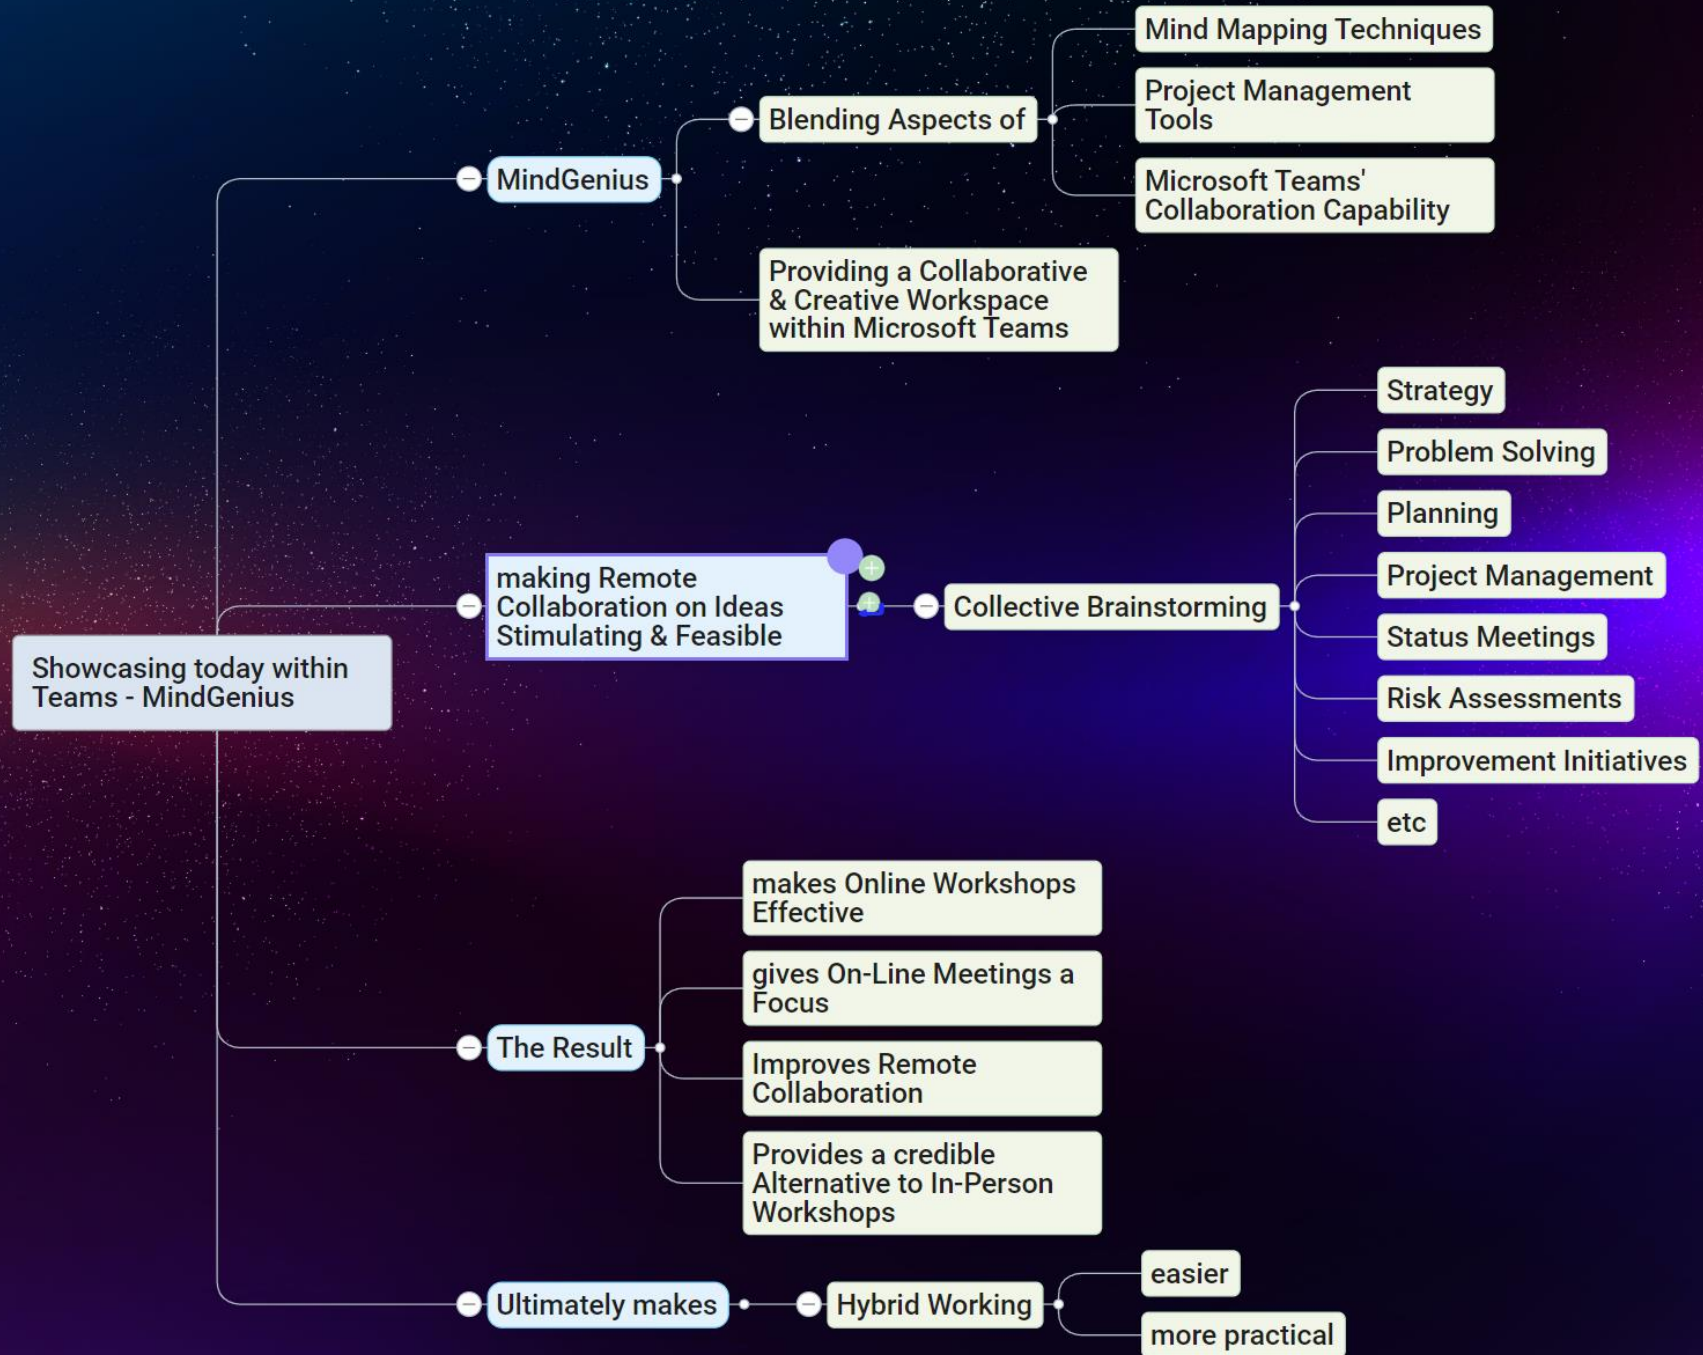 Showcasing today within
Teams - MindGenius
MindGenius
Blending Aspects of
Mind Mapping Techniques
Project Management
Tools
Microsoft Teams'
Collaboration Capability
Providing a Collaborative
& Creative Workspace
within Microsoft Teams
making Remote
Collaboration on Ideas
Stimulating & Feasible
Collective Brainstorming
Strategy
Problem Solving
Planning
Project Management
Status Meetings
Risk Assessments
Improvement Initiatives
etc
The Result
makes Online Workshops
Effective
gives On-Line Meetings a
Focus
Improves Remote
Collaboration
Provides a credible
Alternative to In-Person
Workshops
Ultimately makes
Hybrid Working
easier
more practical